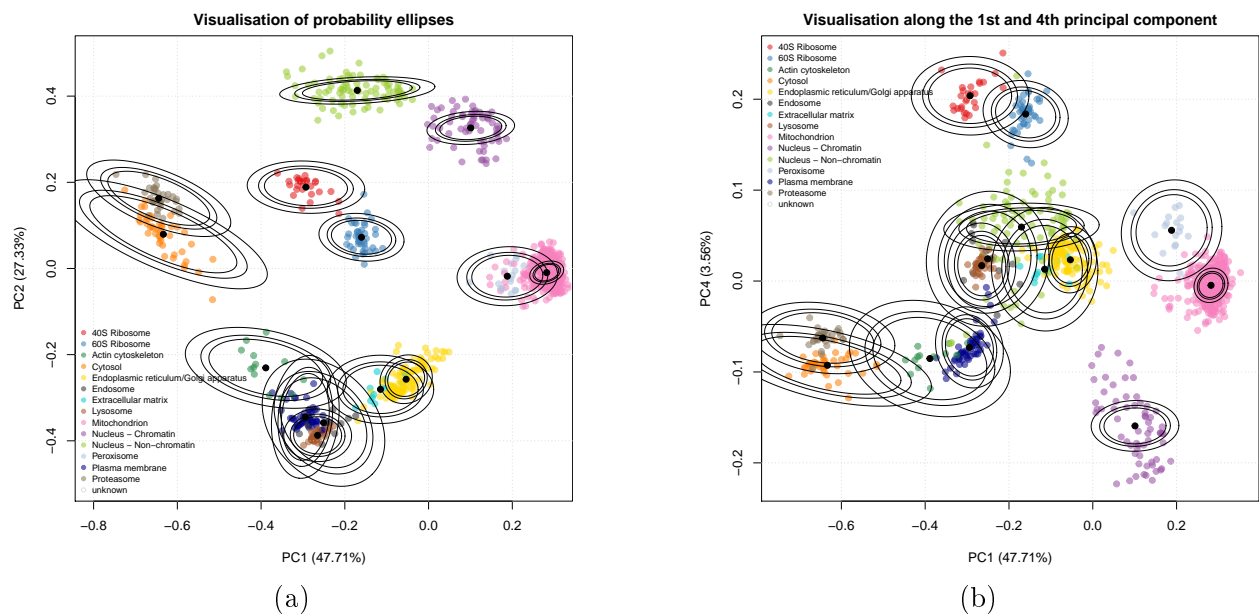 Visualisation of probability ellipses
0.4
0.2
0.0
−0.2
−0.4
PC2 (27.33%)
40S Ribosome
60S Ribosome
Actin cytoskeleton
Cytosol
Endoplasmic reticulum/Golgi apparatus
Endosome
Extracellular matrix
Lysosome
Mitochondrion
Nucleus − Chromatin
Nucleus − Non−chromatin
Peroxisome
Plasma membrane
Proteasome
unknown
−0.8 −0.6 −0.4 −0.2 0.0 0.2
PC1 (47.71%)
(a)
Visualisation along the 1st and 4th principal component
40S Ribosome
60S Ribosome
Actin cytoskeleton
Cytosol
Endoplasmic reticulum/Golgi apparatus
Endosome
Extracellular matrix
Lysosome
Mitochondrion
Nucleus − Chromatin
Nucleus − Non−chromatin
Peroxisome
Plasma membrane
Proteasome
unknown
0.2
0.1
0.0
−0.1
−0.2
PC4 (3.56%)
−0.6 −0.4 −0.2 0.0 0.2
PC1 (47.71%)
(b)